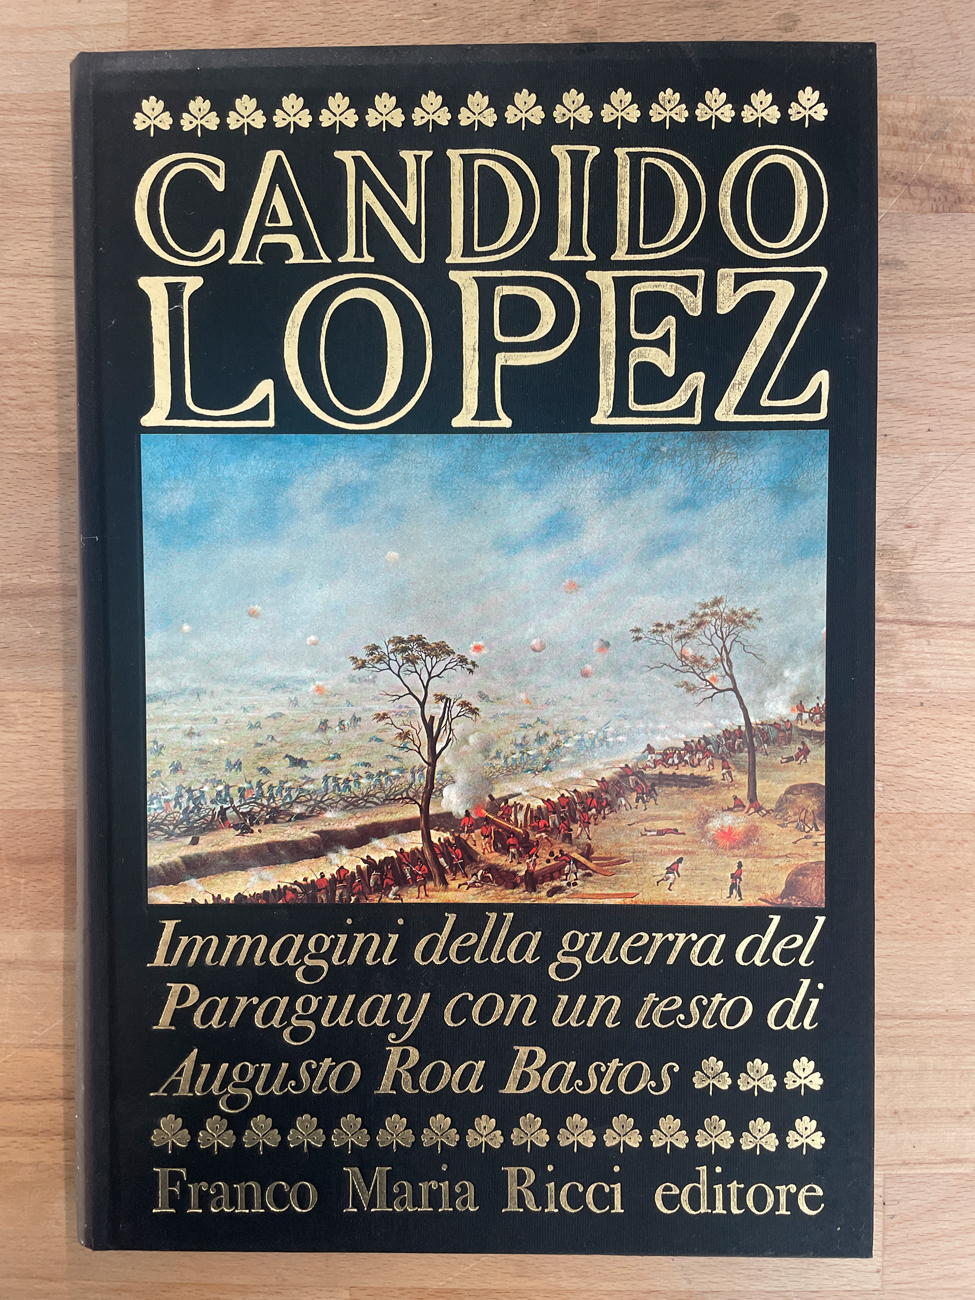 CANDIDO
LOPEZ
Immagini della guerra del
Paraguay con un testo di
Augusto Roa Bastos
Franco Maria Ricci editore